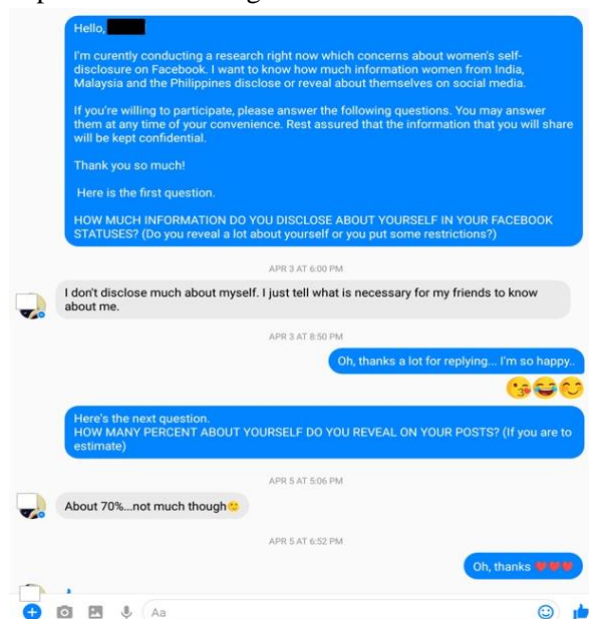 Hello,
I'm curently conducting a research right now which concerns about women's self-
disclosure on Facebook. I want to know how much information women from India,
Malaysia and the Philippines disclose or reveal about themselves on social media.
If you're willing to participate, please answer the following questions. You may answer
them at any time of your convenience. Rest assured that the information that you will share
will be kept confidential.
Thank you so much!
Here is the first question.
HOW MUCH INFORMATION DO YOU DISCLOSE ABOUT YOURSELF IN YOUR FACEBOOK
STATUSES? (Do you reveal a lot about yourself or you put some restrictions?)
APR 3 AT 6:00 PM
I don't disclose much about myself. I just tell what is necessary for my friends to know
about me.
APR 3 AT 8:50 PM
Oh, thanks a lot for replying... I'm so happy..
😘😂😊
Here's the next question.
HOW MANY PERCENT ABOUT YOURSELF DO YOU REVEAL ON YOUR POSTS? (If you are to
estimate)
APR 5 AT 5:06 PM
About 70%...not much though🙂
APR 5 AT 6:52 PM
Oh, thanks ❤❤❤
Aa